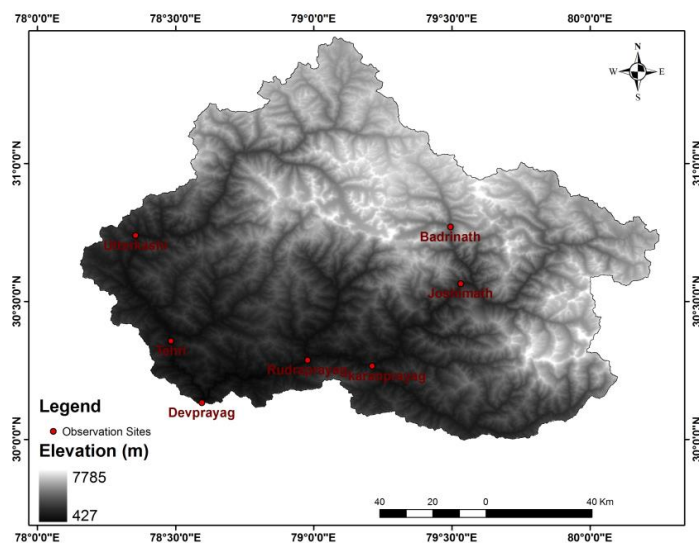 78°0'0"E 78°30'0"E 79°0'0"E 79°30'0"E 80°0'0"E
N
W E
S
31°0'0"N 31°0'0"N
Badrinath
Uttarkashi
30°30'0"N 30°30'0"N
Joshimath
Tehri
Rudraprayag
Karanprayag
Devprayag
Legend
Observation Sites
30°0'0"N 30°0'0"N
Elevation (m)
7785
427
40 20 0 40 Km
78°0'0"E 78°30'0"E 79°0'0"E 79°30'0"E 80°0'0"E